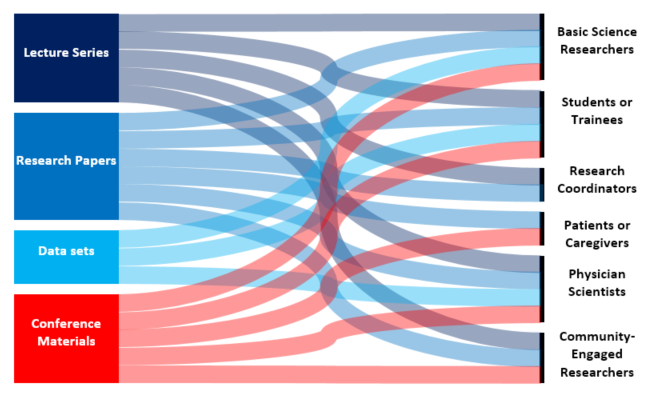 Lecture Series
Research Papers
Data sets
Conference
Materials
Basic Science
Researchers
Students or
Trainees
Research
Coordinators
Patients or
Caregivers
Physician
Scientists
Community-
Engaged
Researchers